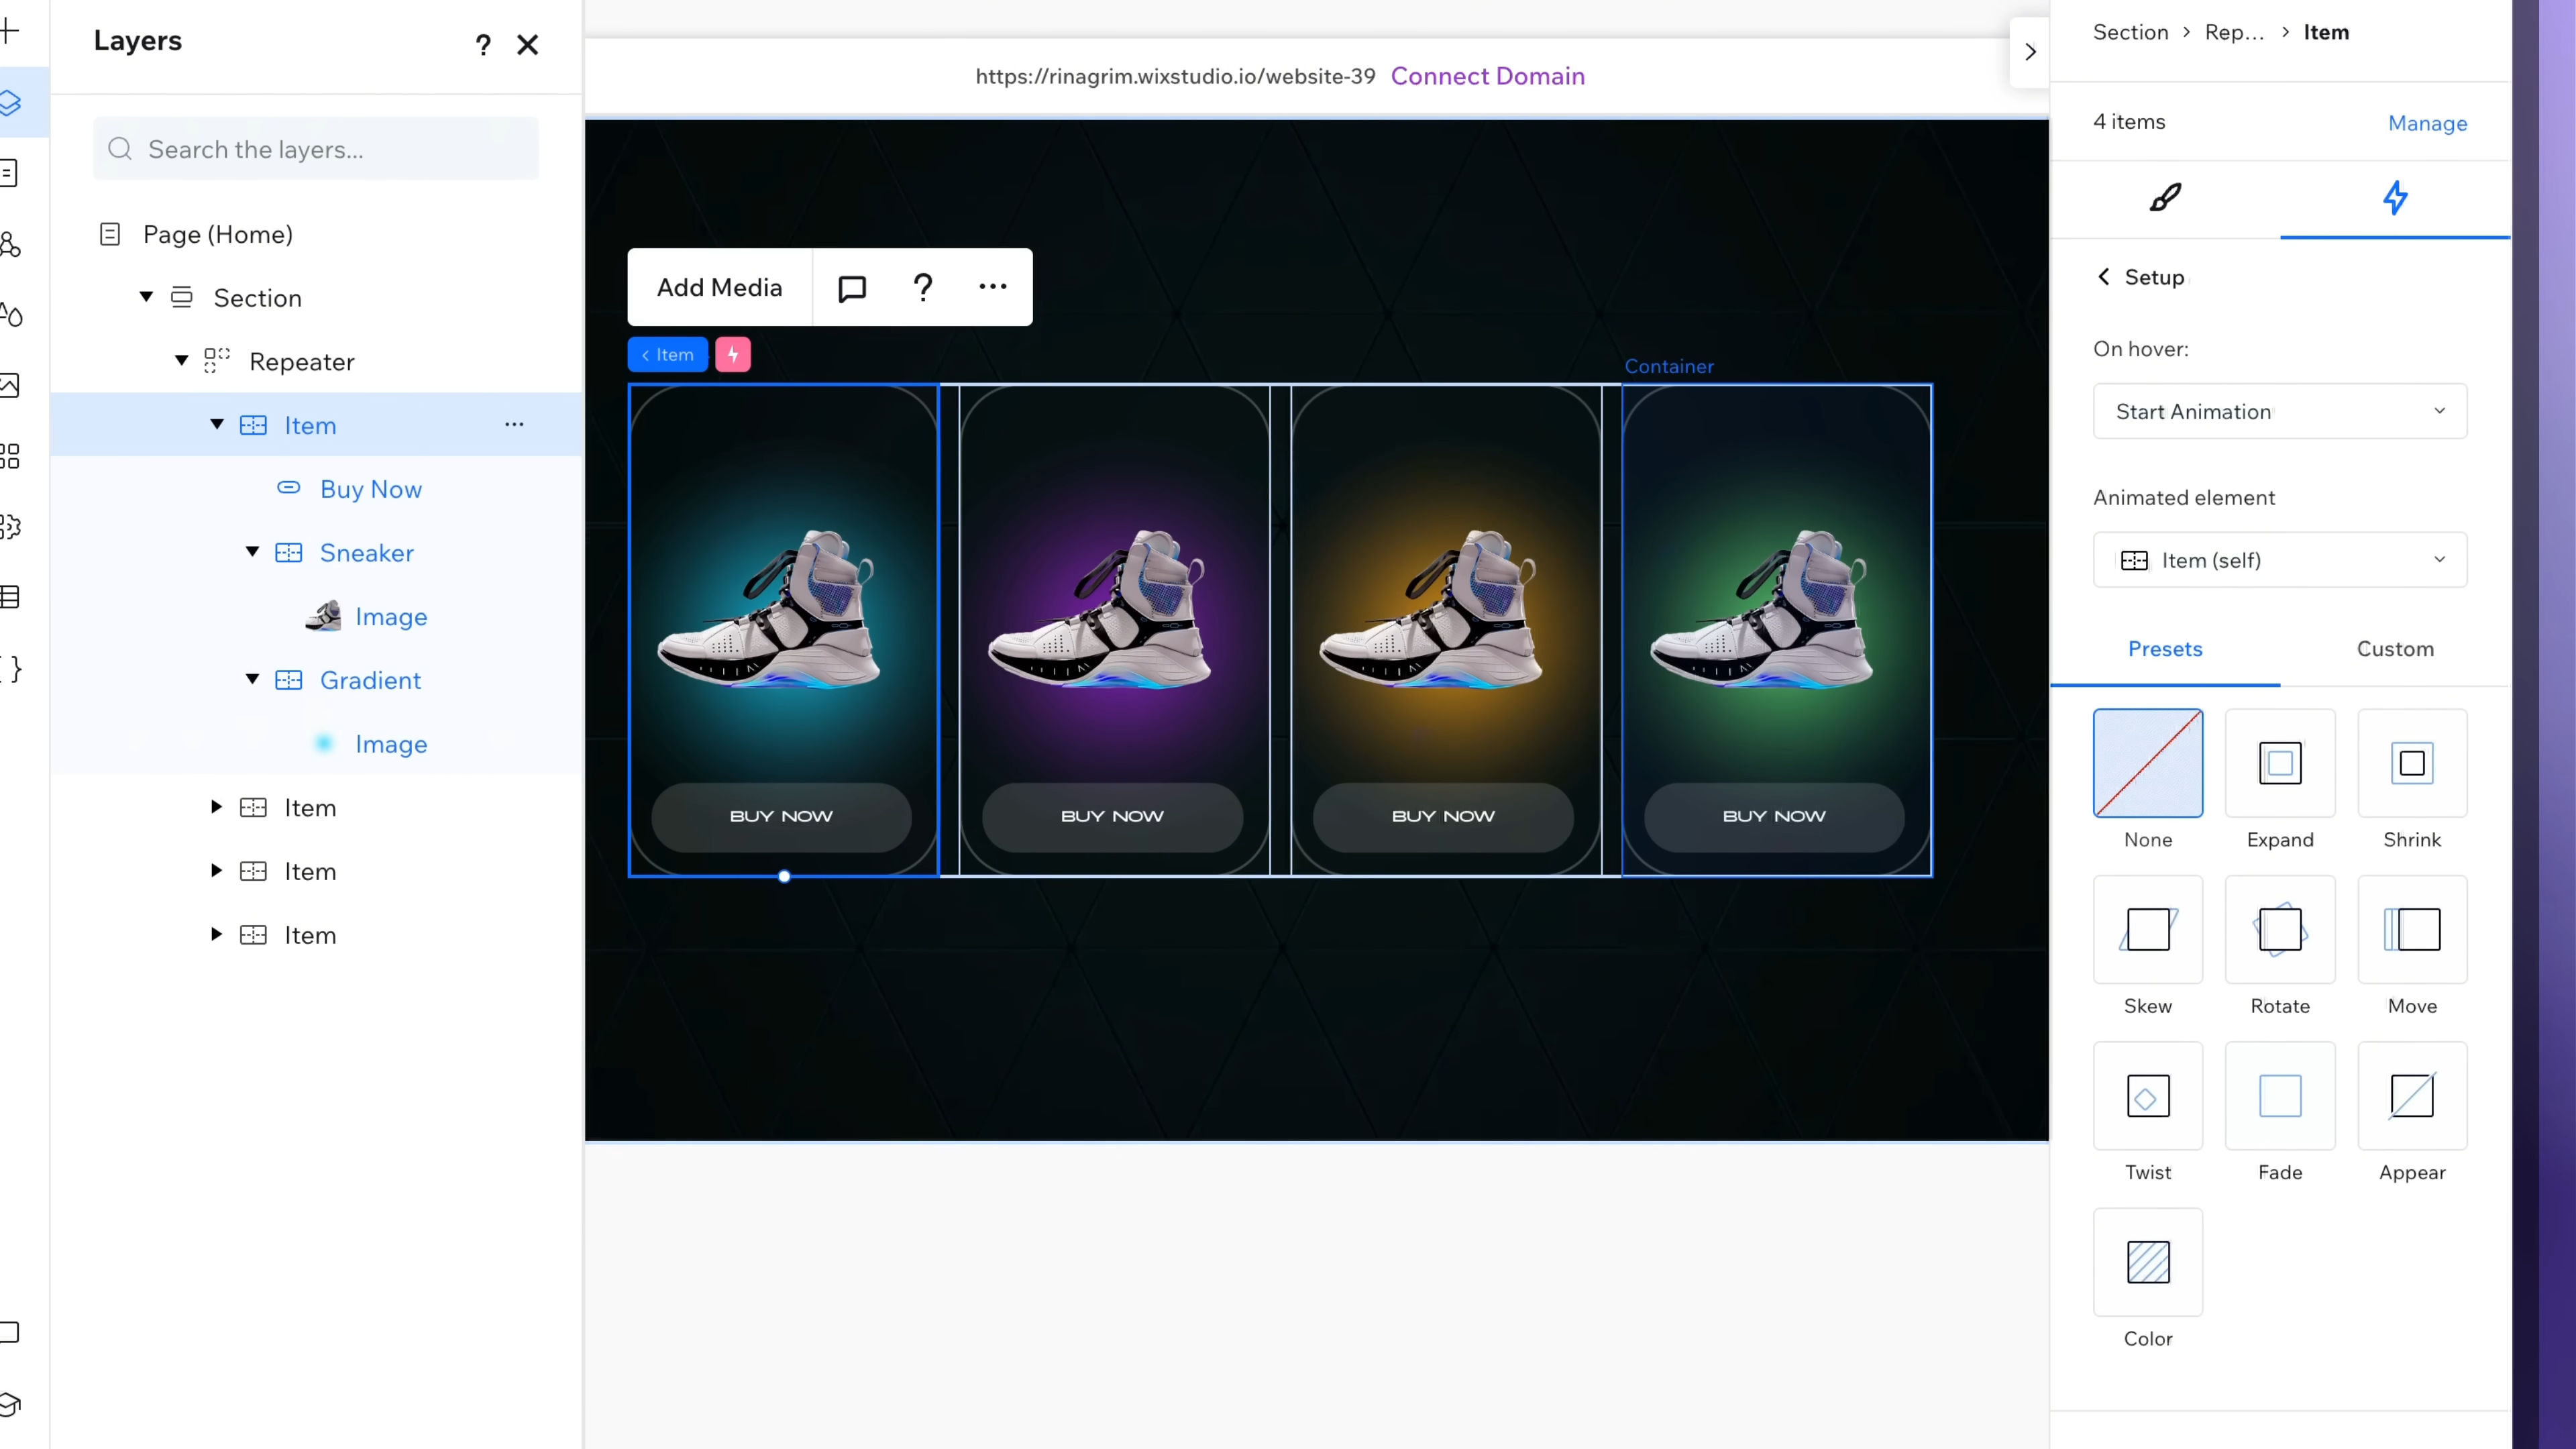 Layers
?
Search the layers...
Page (Home)
Section
Repeater
Item
Buy Now
Sneaker
Image
Gradient
Image
Item
Item
Item
https://rinagrim.wixstudio.io/website-39 Connect Domain
Add Media
?
Item
Container
BUY NOW
BUY NOW
BUY NOW
BUY NOW
Section > Rep... > Item
4 items
Manage
Setup
On hover:
Start Animation
Animated element
Item (self)
Presets
Custom
None
Expand
Shrink
Skew
Rotate
Move
Twist
Fade
Appear
Color